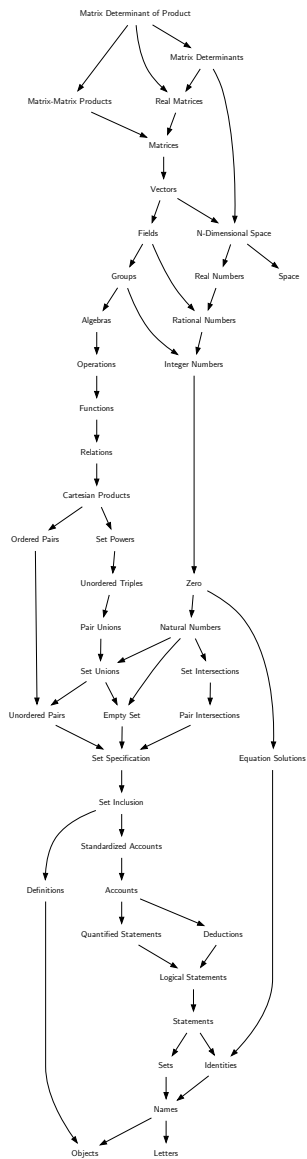 Matrix Determinant of Product
Matrix Determinants
Matrix-Matrix Products
Real Matrices
Matrices
Vectors
Fields
N-Dimensional Space
Groups
Real Numbers
Space
Algebras
Rational Numbers
Operations
Integer Numbers
Functions
Relations
Cartesian Products
Ordered Pairs
Set Powers
Unordered Triples
Zero
Pair Unions
Natural Numbers
Set Unions
Set Intersections
Unordered Pairs
Empty Set
Pair Intersections
Set Specification
Equation Solutions
Set Inclusion
Standardized Accounts
Definitions
Accounts
Quantified Statements
Deductions
Logical Statements
Statements
Sets
Identities
Names
Objects
Letters